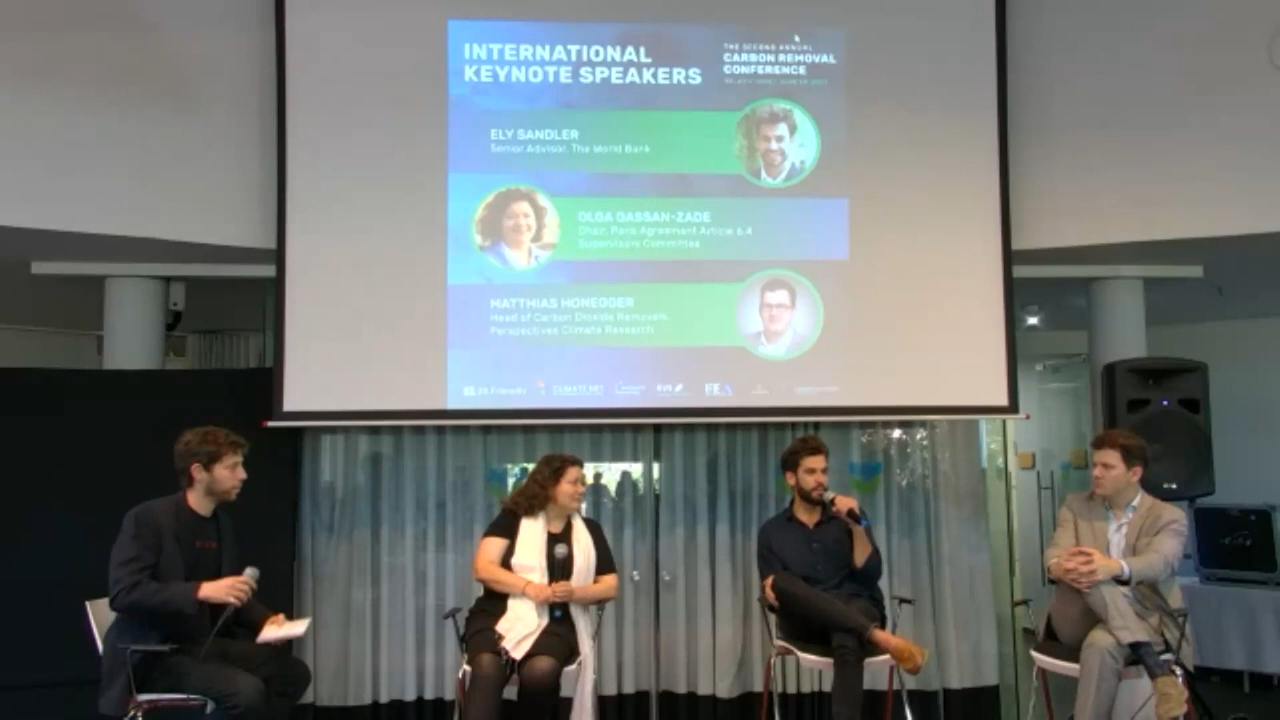 INTERNATIONAL
KEYNOTE SPEAKERS
THE SECOND ANNUAL
CARBON REMOVAL
CONFERENCE
ELY SANDLER
Senior Advisor, The World Bank
OLGA GASSAN-ZADE
Chair, Paris Agreement Article 6.4
Supervisory Committee
MATTHIAS HONEGGER
Head of Carbon Dioxide Removals,
Perspectives Climate Research